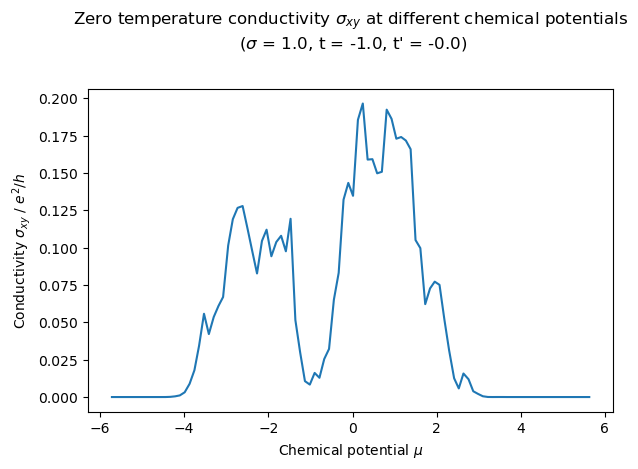 Zero temperature conductivity σxy at different chemical potentials
(σ = 1.0, t = -1.0, t' = -0.0)
Conductivity σxy / e²/h
0.200
0.175
0.150
0.125
0.100
0.075
0.050
0.025
0.000
−6 −4 −2 0 2 4 6
Chemical potential μ